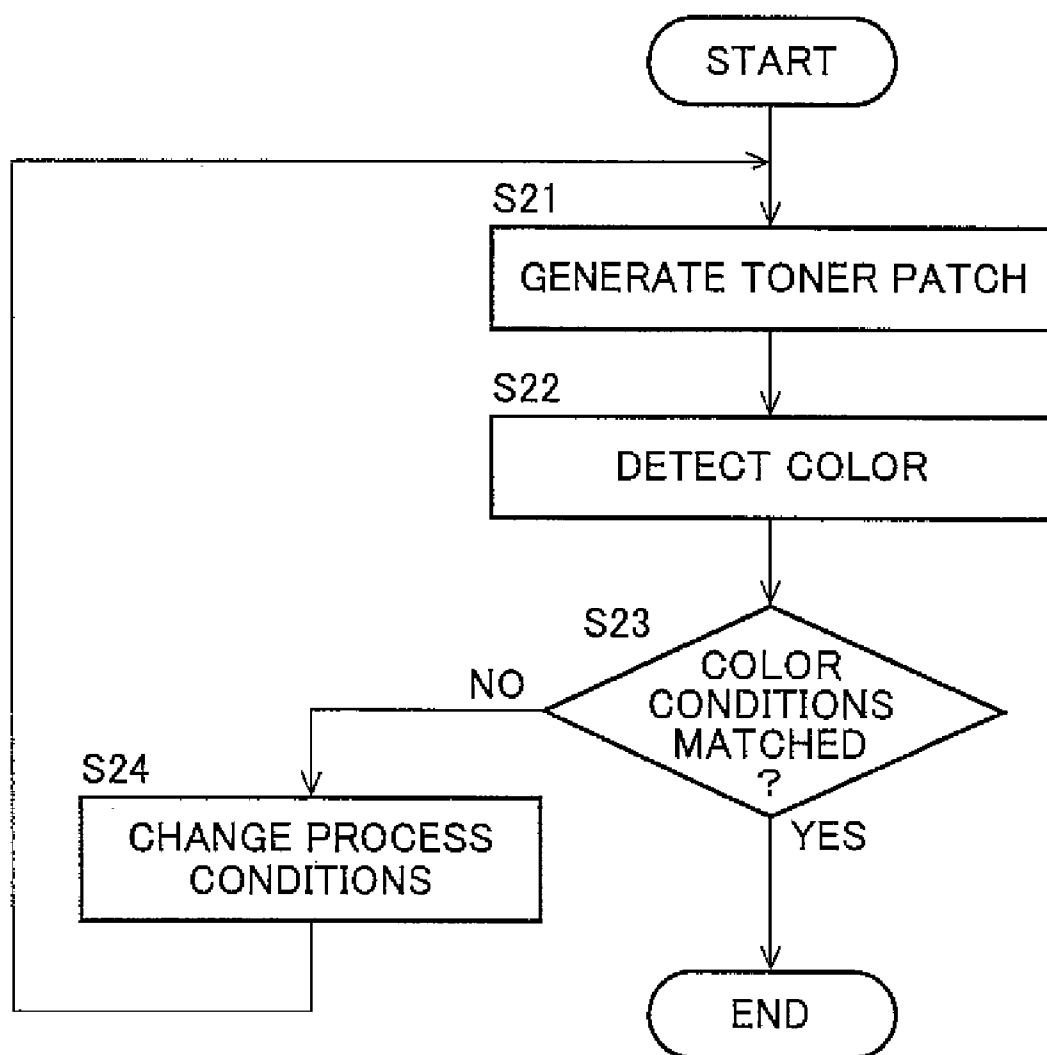 START
S21
GENERATE TONER PATCH
S22
DETECT COLOR
S23
COLOR
CONDITIONS
MATCHED
?
NO
YES
S24
CHANGE PROCESS
CONDITIONS
END